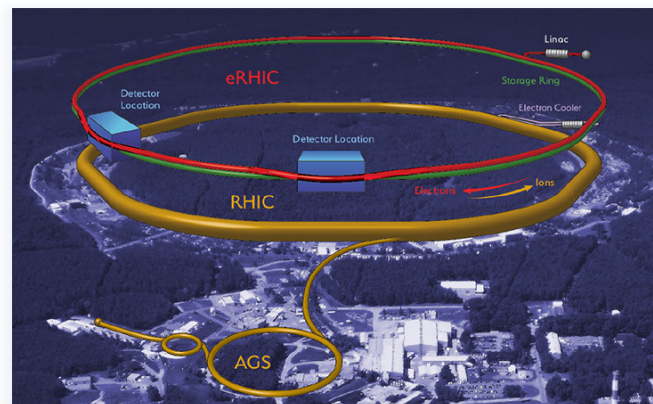 Linac
eRHIC
Storage Ring
Detector
Location
Electron Cooler
Detector Location
Electrons
Ions
RHIC
AGS